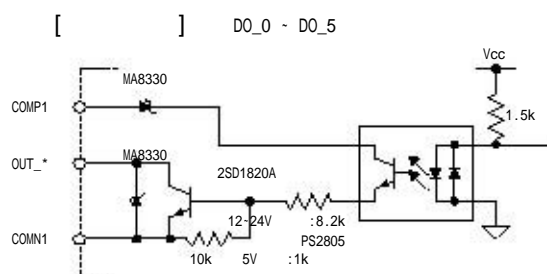 [ ] DO_0 ~ DO_5
Vcc
MA8330
COMP1
1.5k
OUT_*
MA8330
2SD1820A
12~24V :8.2k
PS2805
COMN1
10k 5V :1k